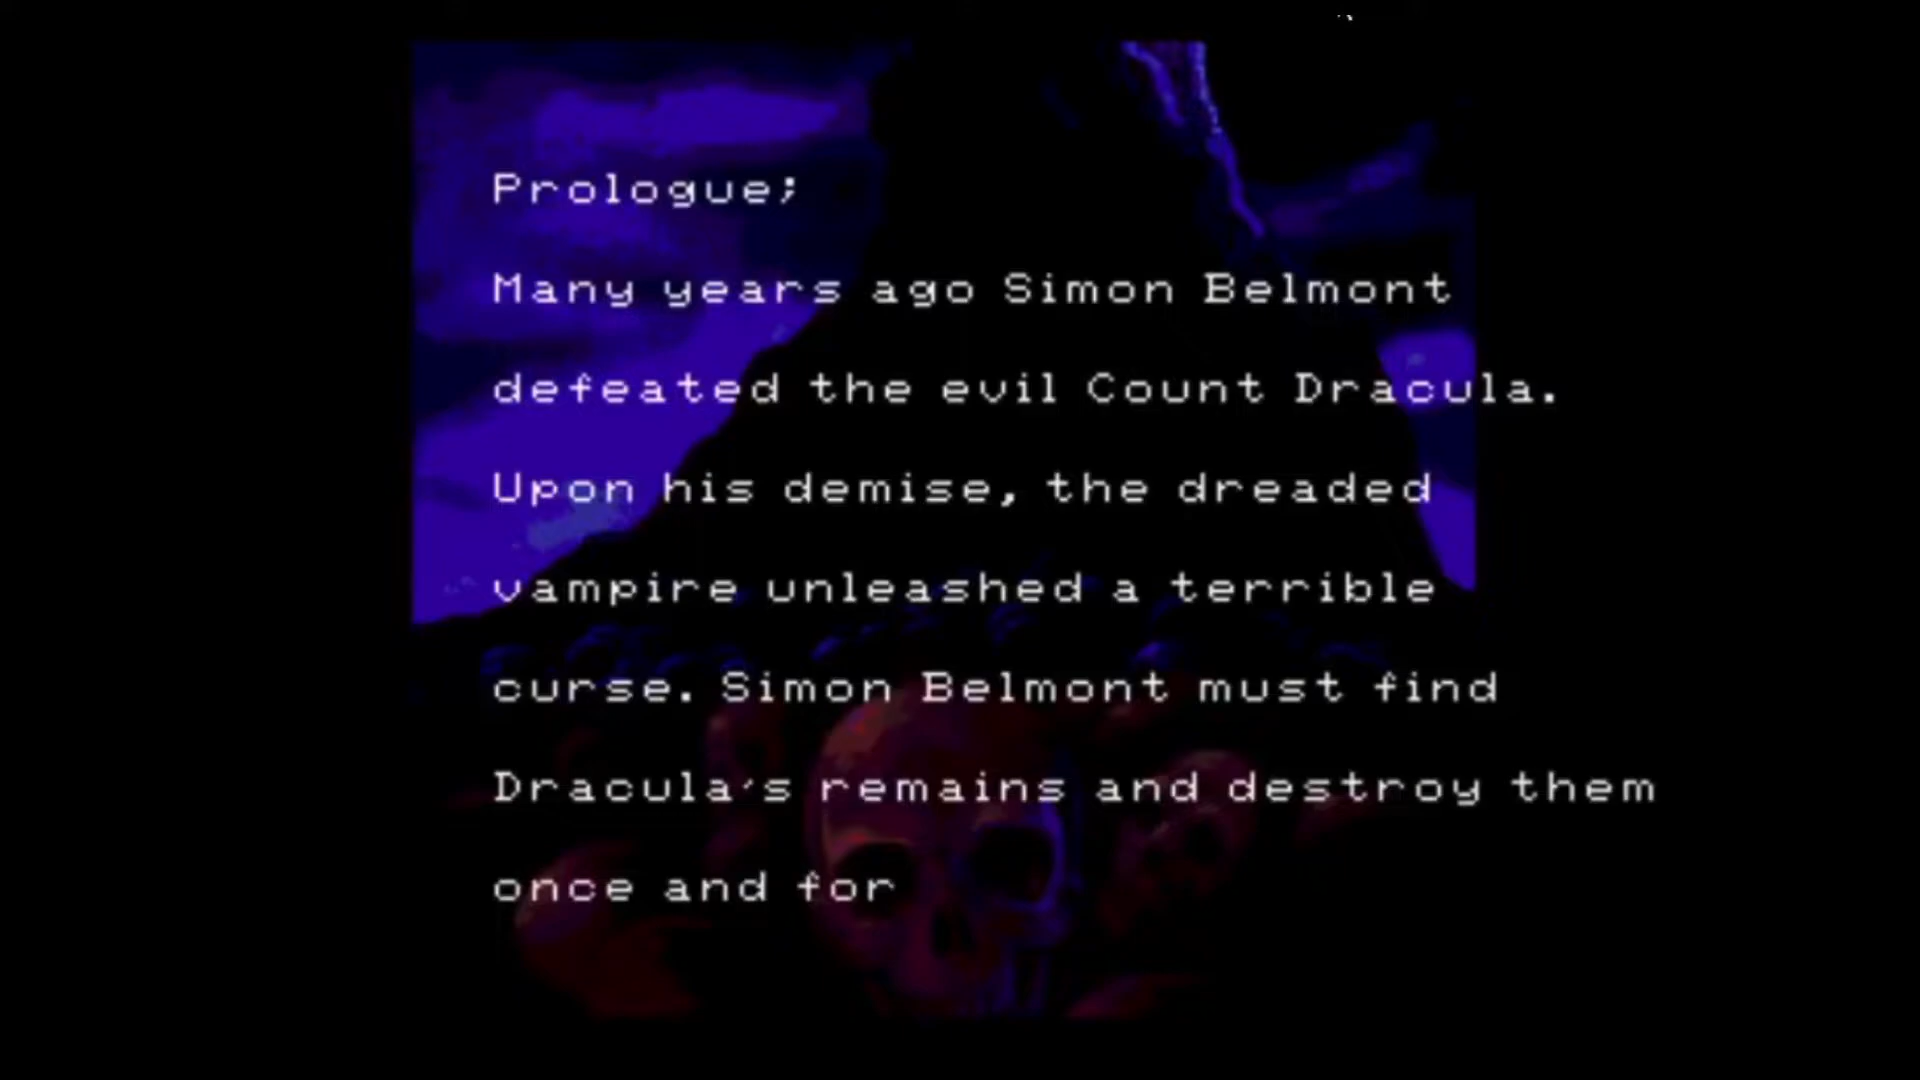 Prologue;
Many years ago Simon Belmont
defeated the evil Count Dracula.
Upon his demise, the dreaded
vampire unleashed a terrible
curse. Simon Belmont must find
Dracula's remains and destroy them
once and for